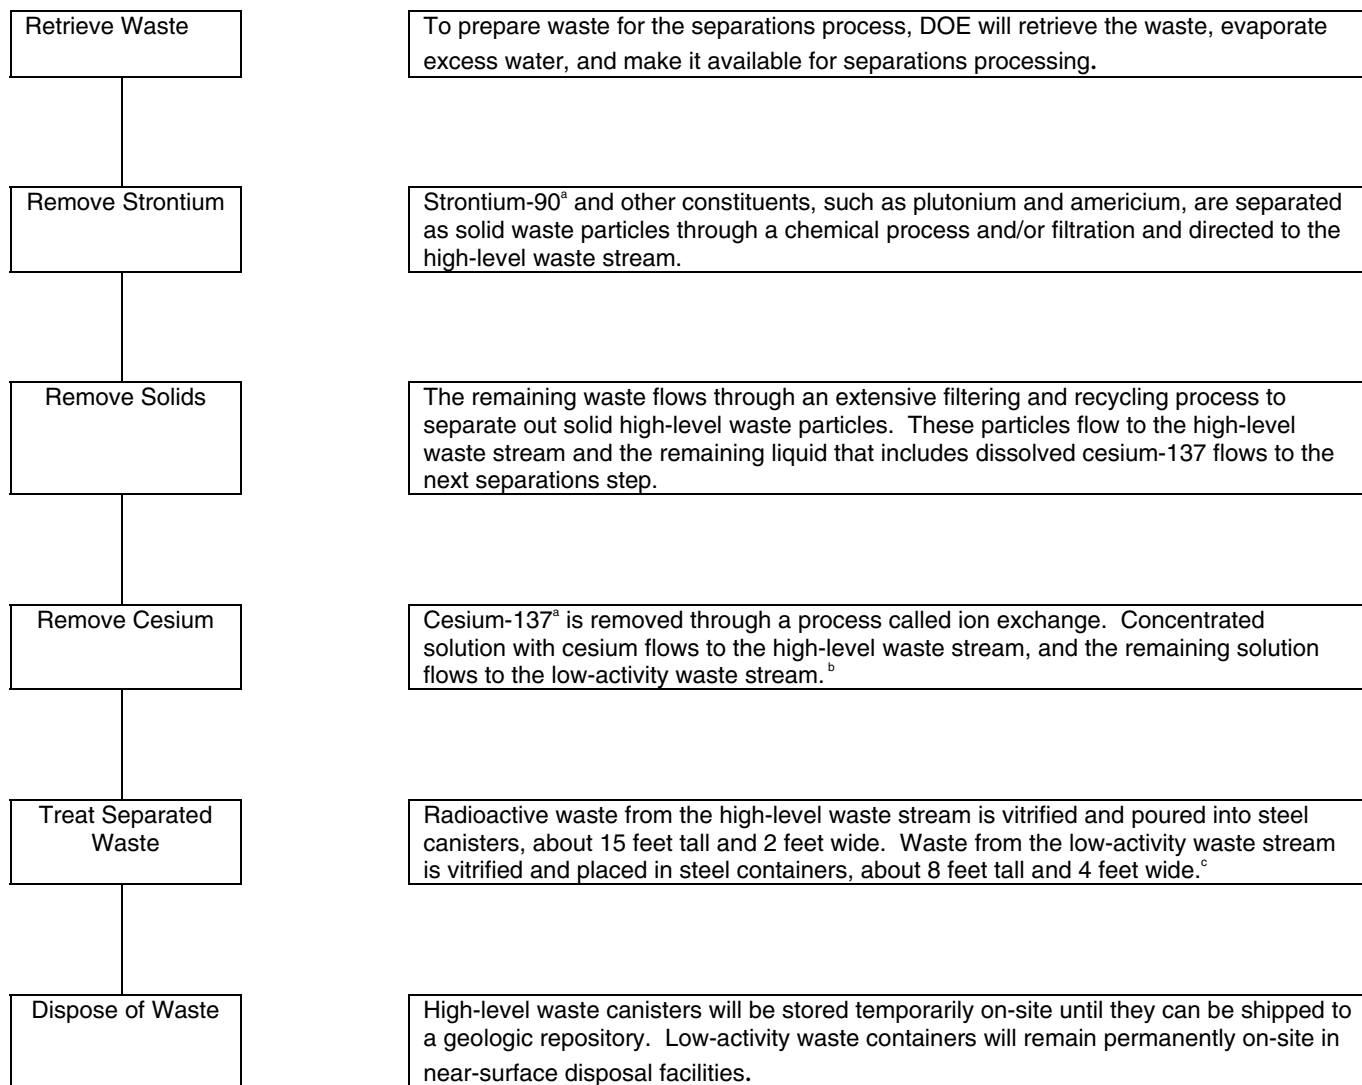 Retrieve Waste
To prepare waste for the separations process, DOE will retrieve the waste, evaporate
excess water, and make it available for separations processing.
Remove Strontium
Strontium-90ᵃ and other constituents, such as plutonium and americium, are separated
as solid waste particles through a chemical process and/or filtration and directed to the
high-level waste stream.
Remove Solids
The remaining waste flows through an extensive filtering and recycling process to
separate out solid high-level waste particles.  These particles flow to the high-level
waste stream and the remaining liquid that includes dissolved cesium-137 flows to the
next separations step.
Remove Cesium
Cesium-137ᵃ is removed through a process called ion exchange.  Concentrated
solution with cesium flows to the high-level waste stream, and the remaining solution
flows to the low-activity waste stream. ᵇ
Treat Separated
Waste
Radioactive waste from the high-level waste stream is vitrified and poured into steel
canisters, about 15 feet tall and 2 feet wide.  Waste from the low-activity waste stream
is vitrified and placed in steel containers, about 8 feet tall and 4 feet wide.ᶜ
Dispose of Waste
High-level waste canisters will be stored temporarily on-site until they can be shipped to
a geologic repository.  Low-activity waste containers will remain permanently on-site in
near-surface disposal facilities.